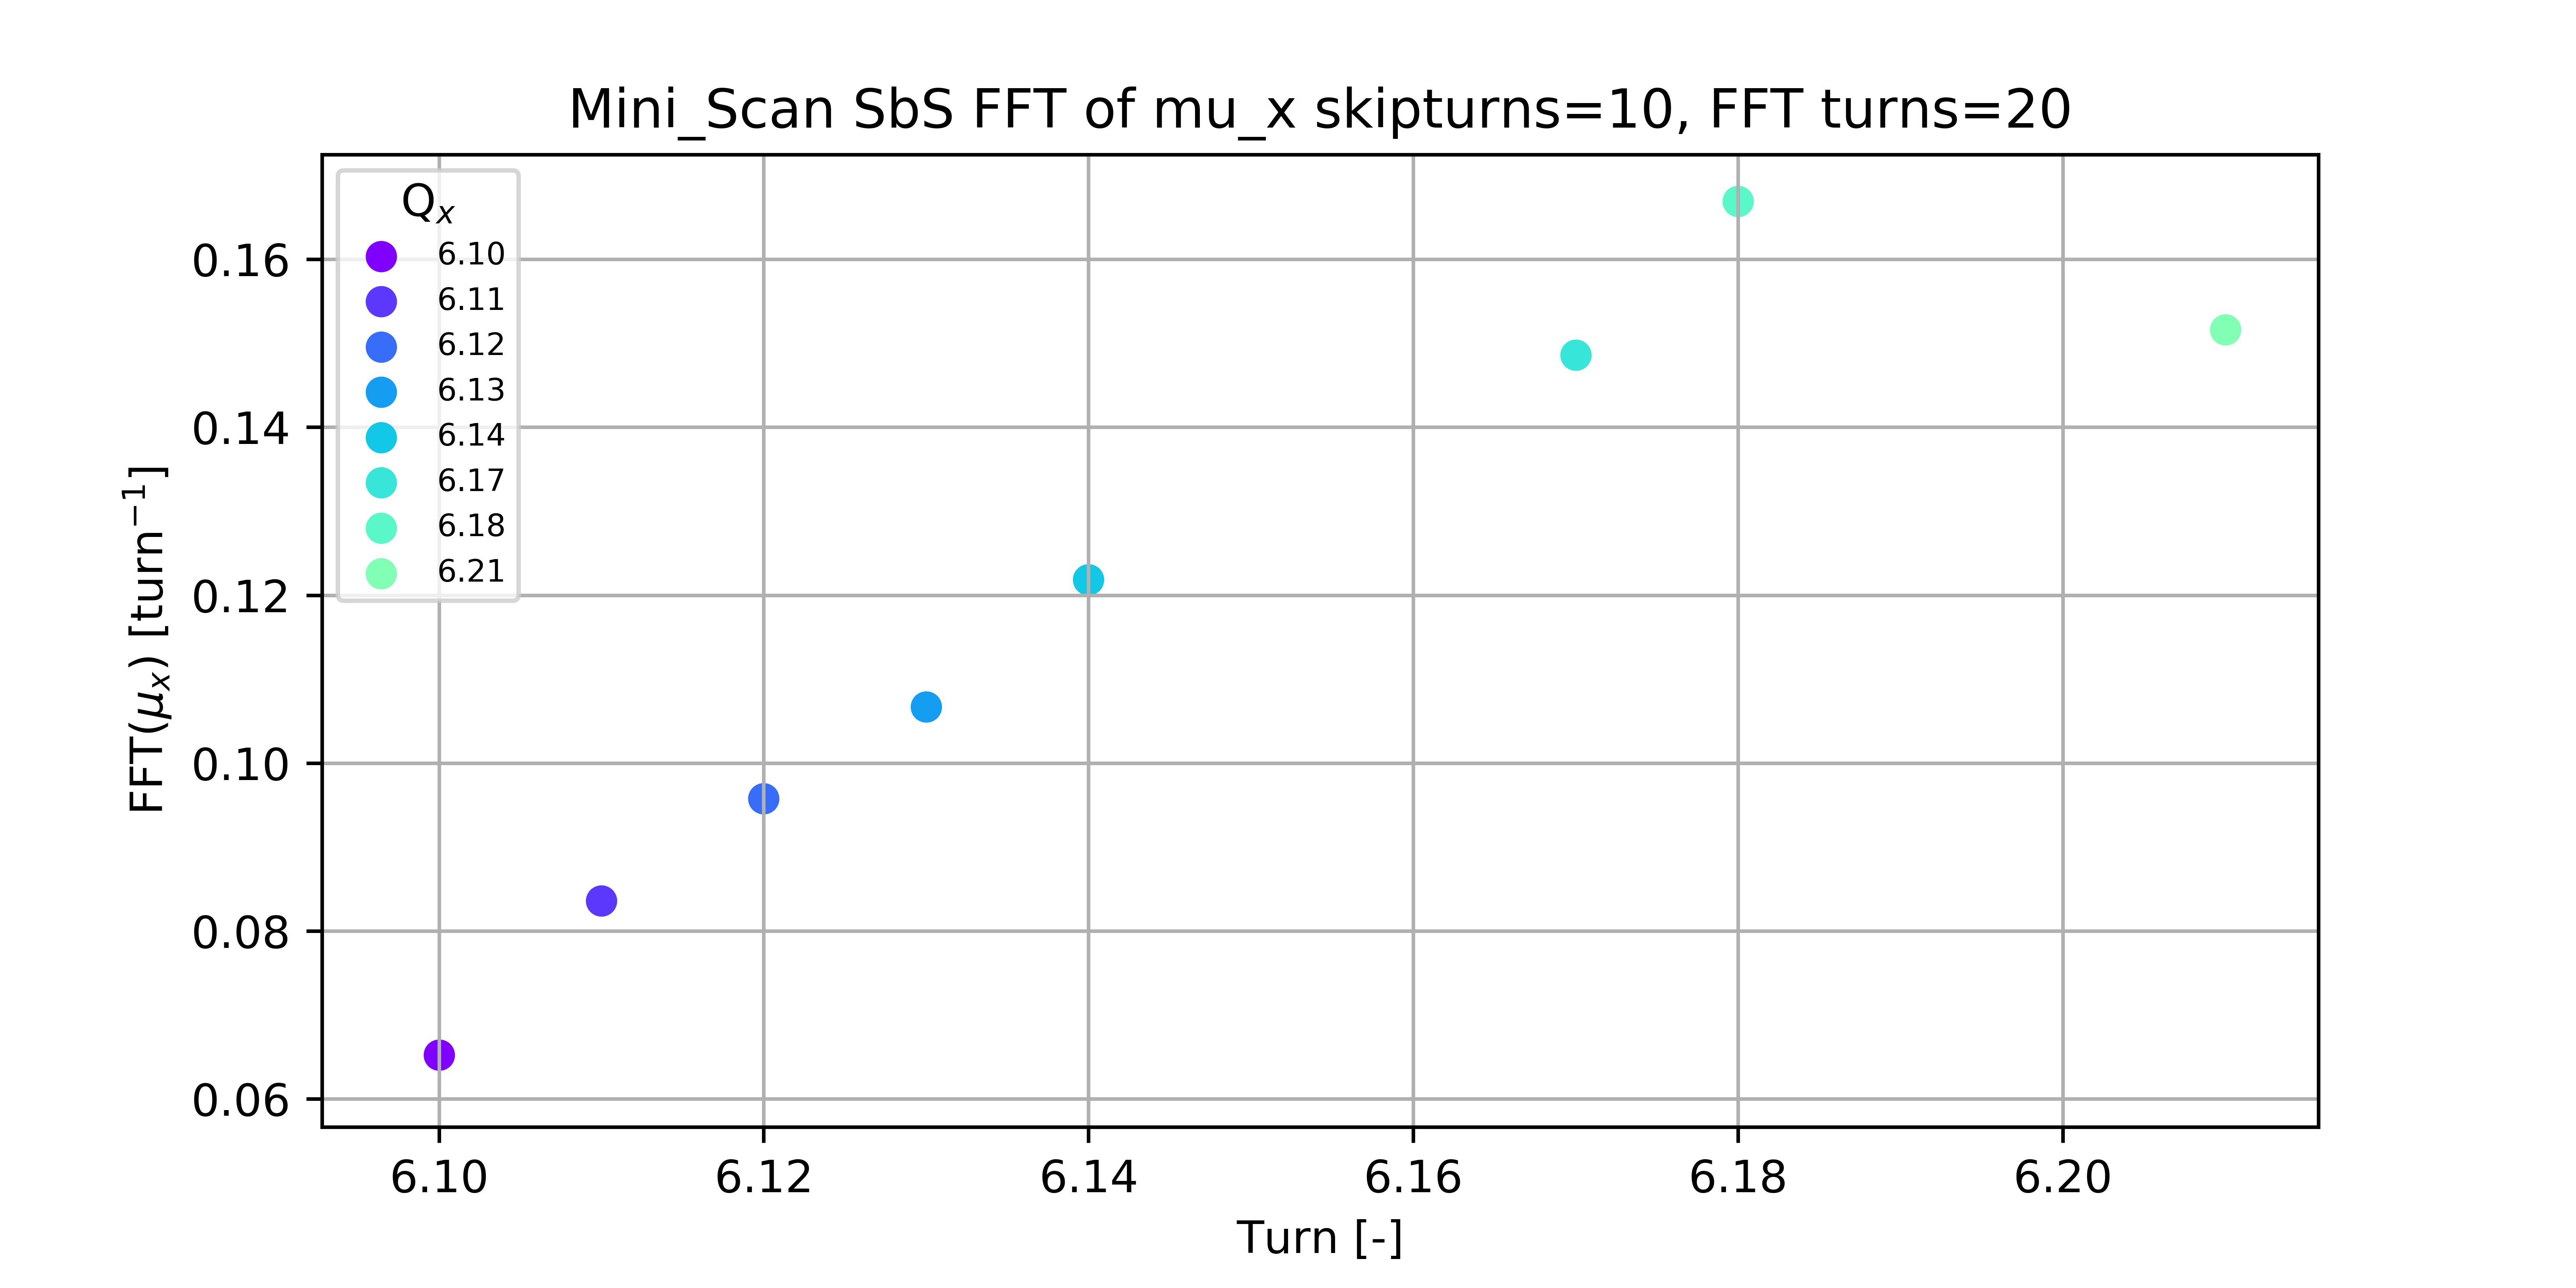 Mini_Scan SbS FFT of mu_x skipturns=10, FFT turns=20
Qₓ
6.10
6.11
6.12
6.13
6.14
6.17
6.18
6.21
FFT(μₓ) [turn⁻¹]
0.16
0.14
0.12
0.10
0.08
0.06
6.10 6.12 6.14 6.16 6.18 6.20
Turn [-]